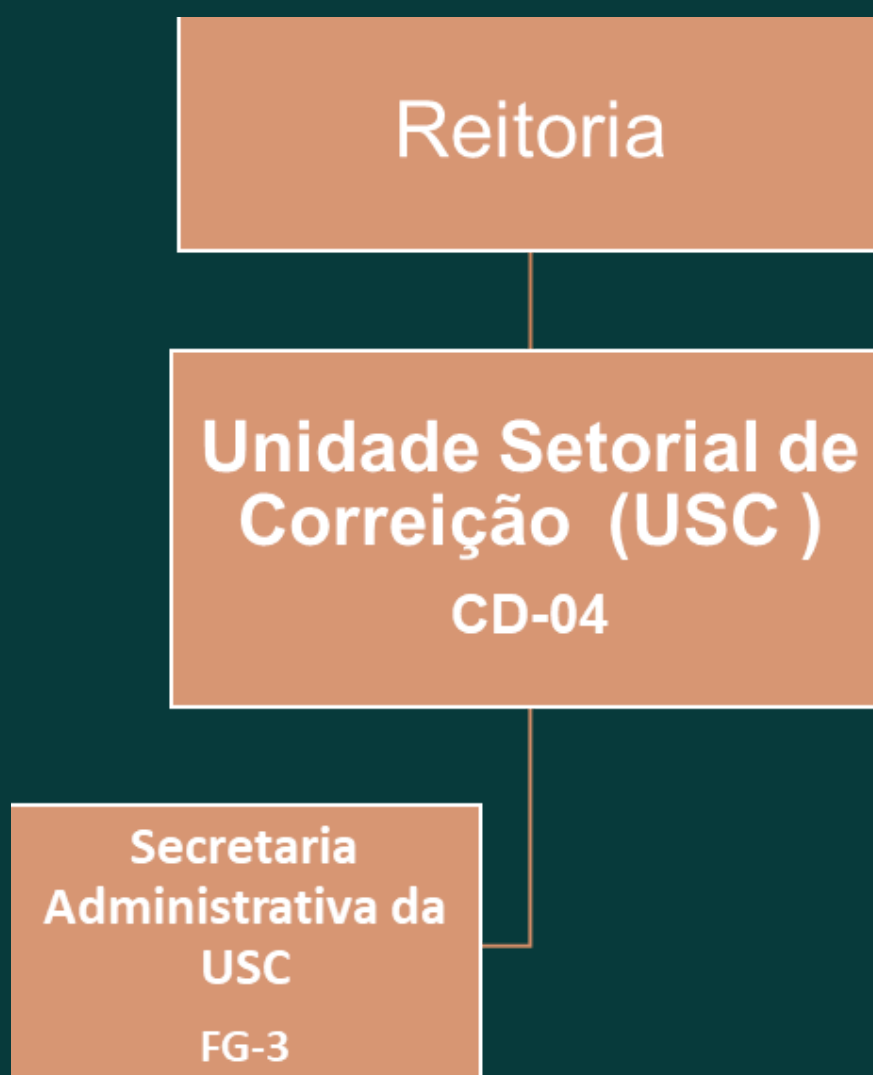 Reitoria
Unidade Setorial de
Correição (USC )
CD-04
Secretaria
Administrativa da
USC
FG-3